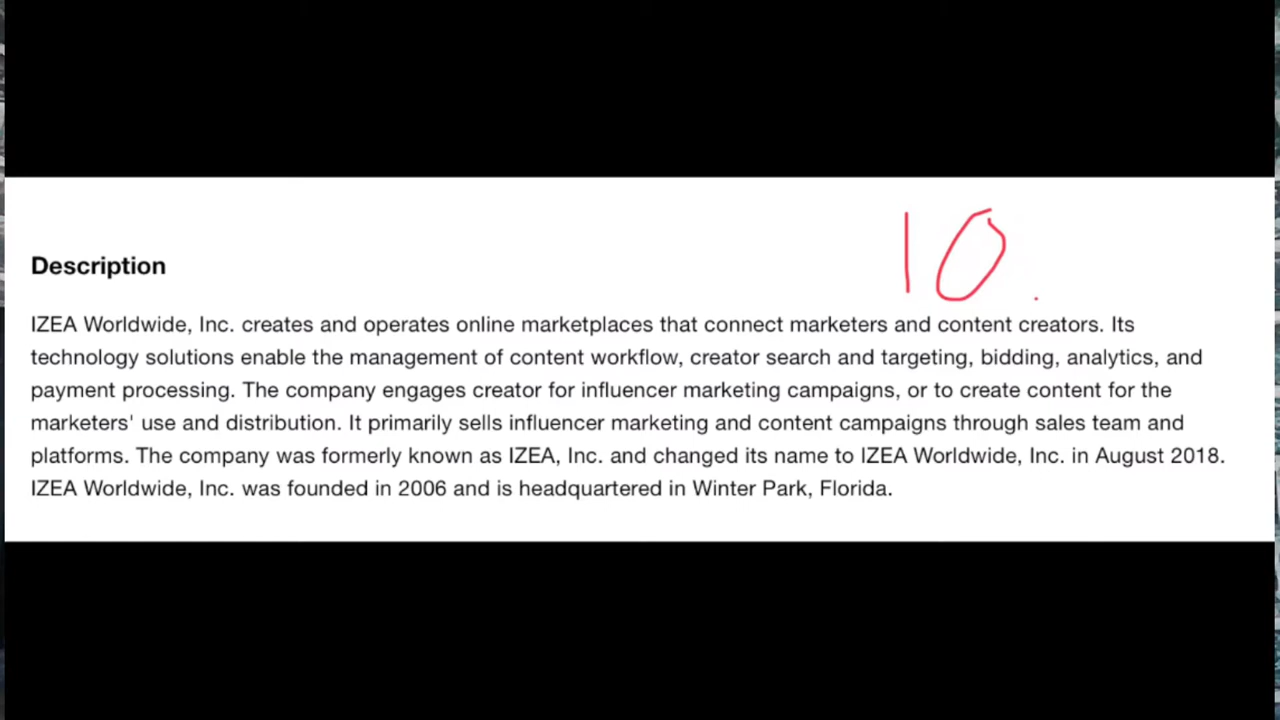 10.
Description
IZEA Worldwide, Inc. creates and operates online marketplaces that connect marketers and content creators. Its
technology solutions enable the management of content workflow, creator search and targeting, bidding, analytics, and
payment processing. The company engages creator for influencer marketing campaigns, or to create content for the
marketers' use and distribution. It primarily sells influencer marketing and content campaigns through sales team and
platforms. The company was formerly known as IZEA, Inc. and changed its name to IZEA Worldwide, Inc. in August 2018.
IZEA Worldwide, Inc. was founded in 2006 and is headquartered in Winter Park, Florida.